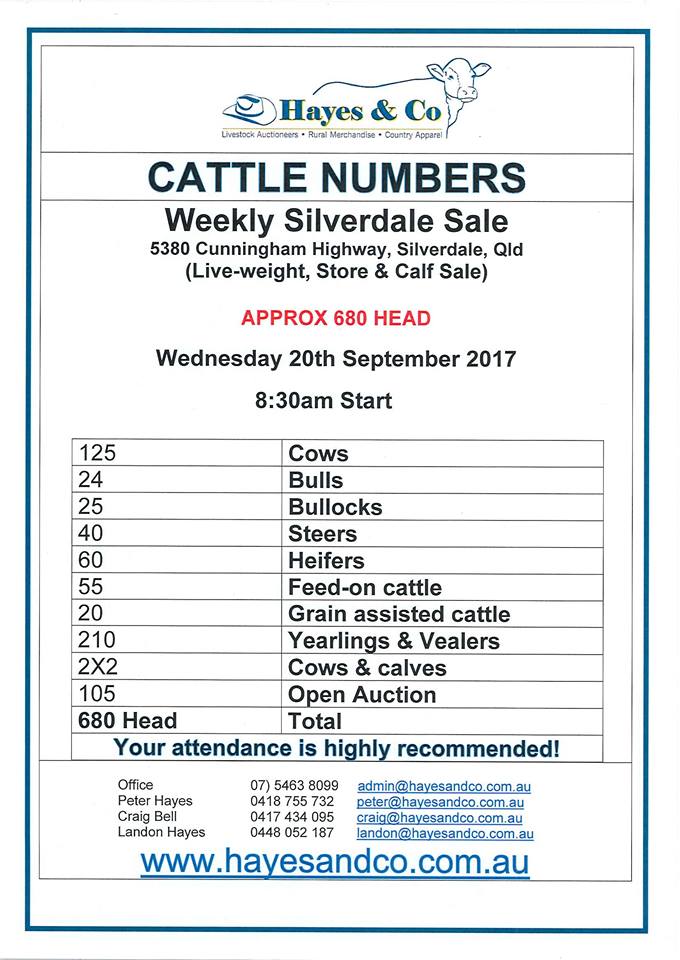 Hayes & Co
Livestock Auctioneers • Rural Merchandise • Country Apparel
CATTLE NUMBERS
Weekly Silverdale Sale
5380 Cunningham Highway, Silverdale, Qld
(Live-weight, Store & Calf Sale)
APPROX 680 HEAD
Wednesday 20th September 2017
8:30am Start
125 Cows
24 Bulls
25 Bullocks
40 Steers
60 Heifers
55 Feed-on cattle
20 Grain assisted cattle
210 Yearlings & Vealers
2X2 Cows & calves
105 Open Auction
680 Head Total
Your attendance is highly recommended!
Office 07) 5463 8099 admin@hayesandco.com.au
Peter Hayes 0418 755 732 peter@hayesandco.com.au
Craig Bell 0417 434 095 craig@hayesandco.com.au
Landon Hayes 0448 052 187 landon@hayesandco.com.au
www.hayesandco.com.au